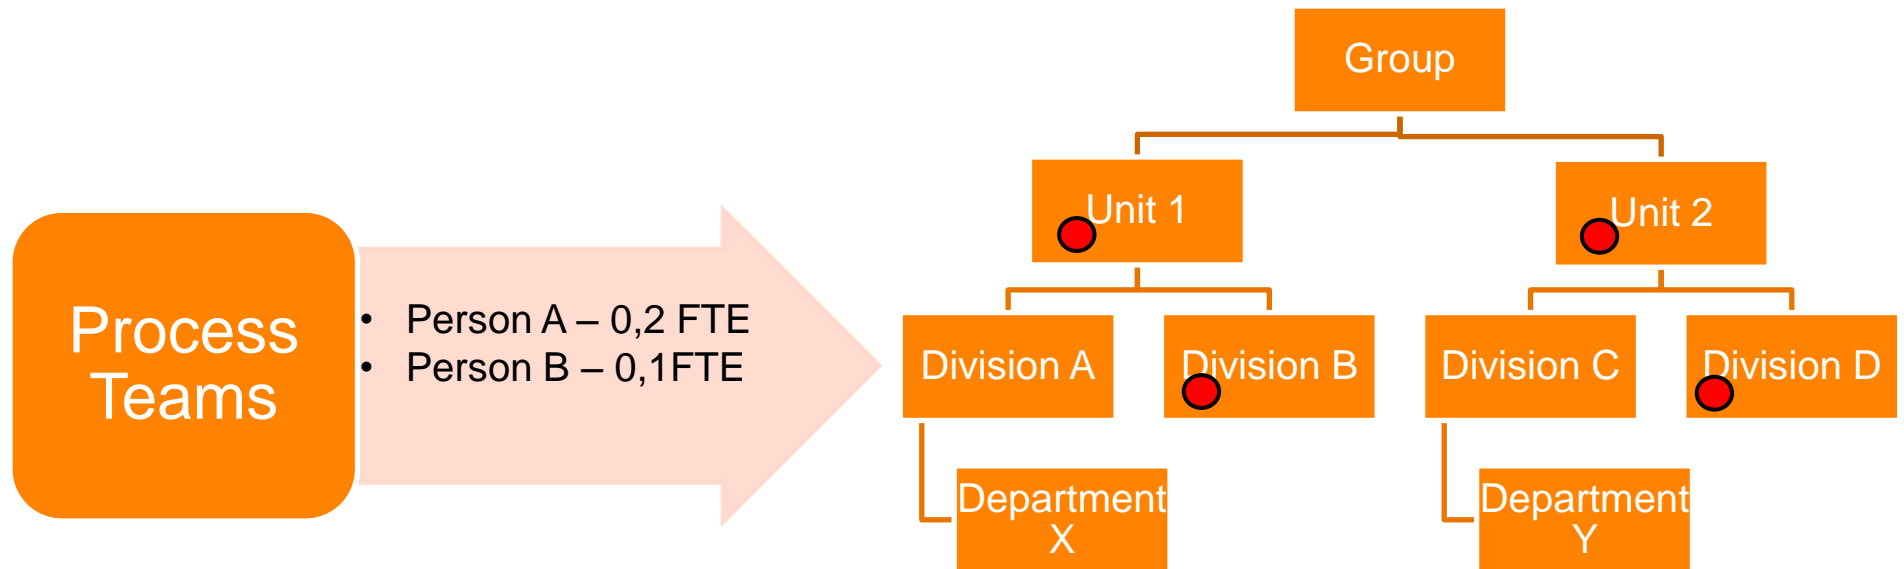 Group
Unit 1
Unit 2
Process
Teams
• Person A – 0,2 FTE
• Person B – 0,1FTE
Division A
Division B
Division C
Division D
Department
X
Department
Y